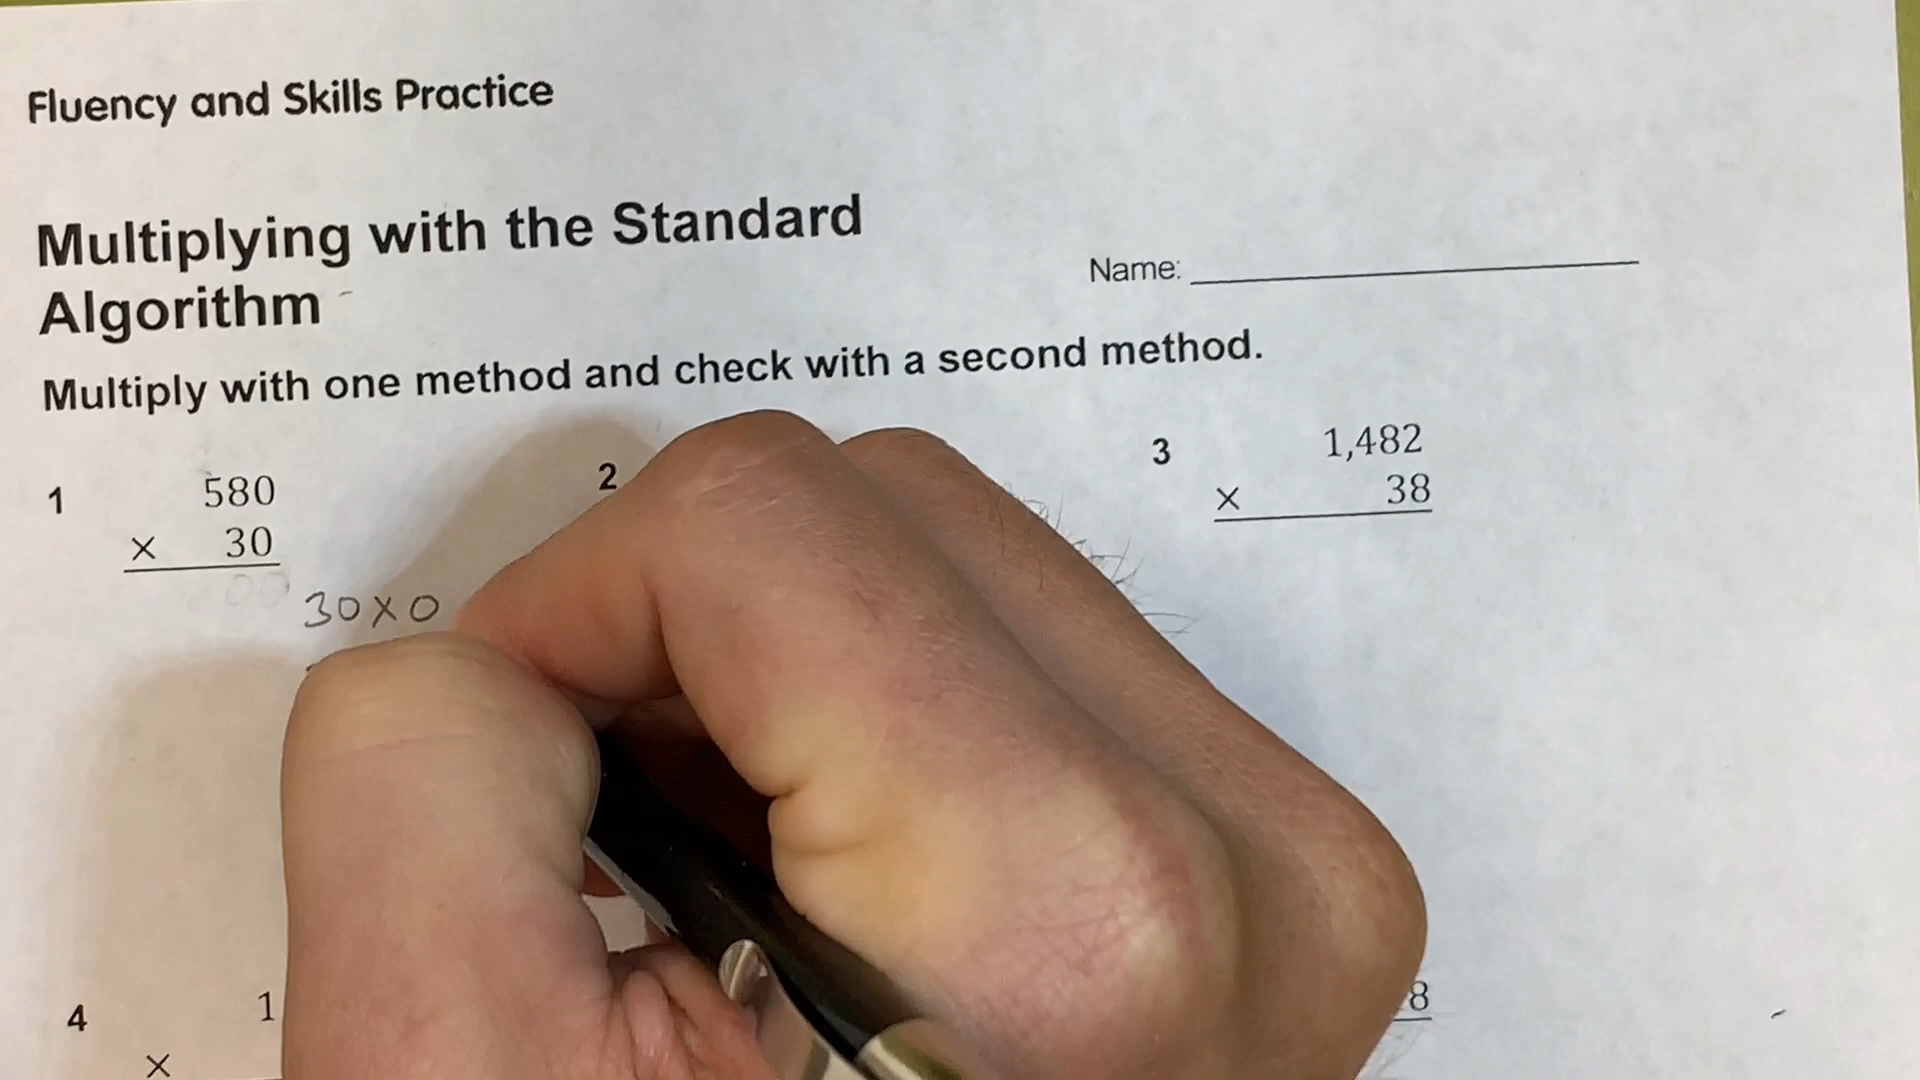 Fluency and Skills Practice
Multiplying with the Standard
Algorithm
Name:
Multiply with one method and check with a second method.
1
580
× 30
30×0
2
3
1,482
× 38
4
1
×
8